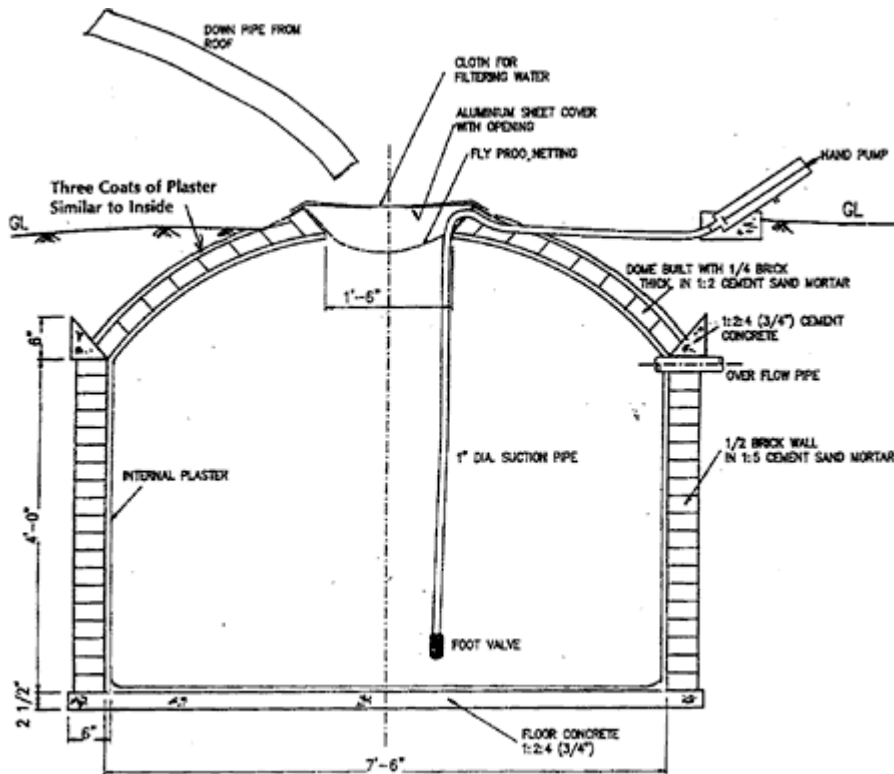 DOWN PIPE FROM
ROOF
CLOTH FOR
FILTERING WATER
ALUMINIUM SHEET COVER
WITH OPENING
FLY PROO, NETTING
HAND PUMP
Three Coats of Plaster
Similar to Inside
GL
GL
1'-6"
DOME BUILT WITH 1/4 BRICK
THICK, IN 1:2 CEMENT SAND MORTAR
6"
1:2:4 (3/4") CEMENT
CONCRETE
OVER FLOW PIPE
1/2 BRICK WALL
IN 1:5 CEMENT SAND MORTAR
1" DIA. SUCTION PIPE
INTERNAL PLASTER
4'-0"
FOOT VALVE
2 1/2"
6"
FLOOR CONCRETE
1:2:4 (3/4")
7'-6"